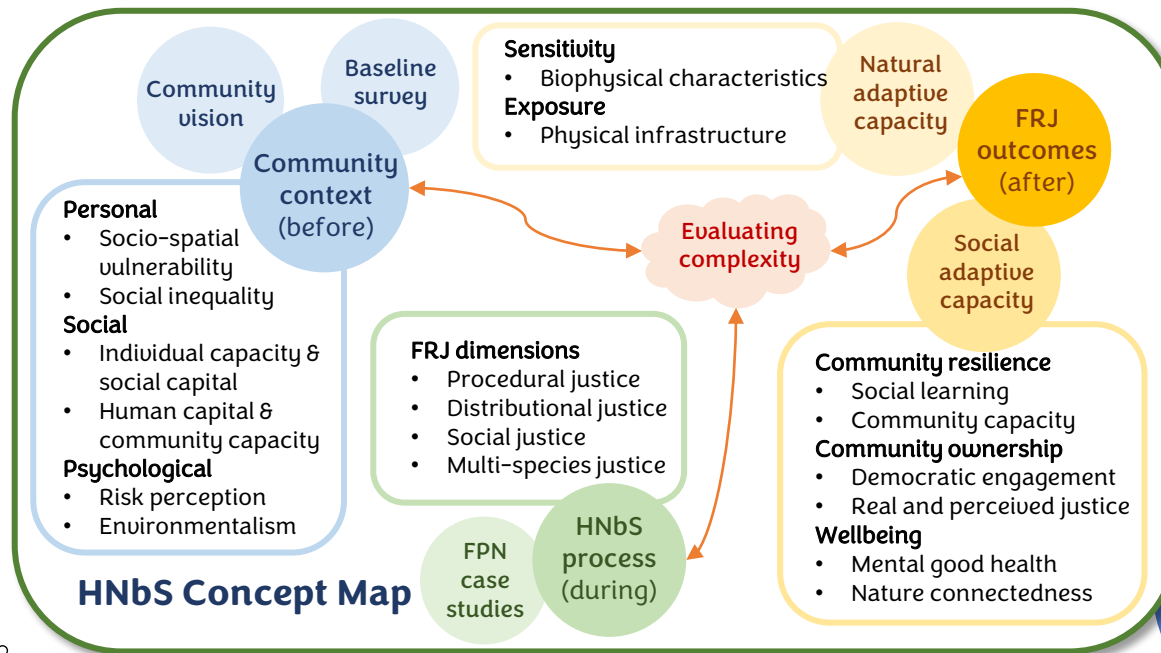 Community
vision
Baseline
survey
Community
context
(before)
Personal
• Socio-spatial
vulnerability
• Social inequality
Social
• Individual capacity &
social capital
• Human capital &
community capacity
Psychological
• Risk perception
• Environmentalism
Sensitivity
• Biophysical characteristics
Exposure
• Physical infrastructure
Natural
adaptive
capacity
FRJ
outcomes
(after)
Evaluating
complexity
Social
adaptive
capacity
FRJ dimensions
• Procedural justice
• Distributional justice
• Social justice
• Multi-species justice
Community resilience
• Social learning
• Community capacity
Community ownership
• Democratic engagement
• Real and perceived justice
Wellbeing
• Mental good health
• Nature connectedness
FPN
case
studies
HNbS
process
(during)
HNbS Concept Map